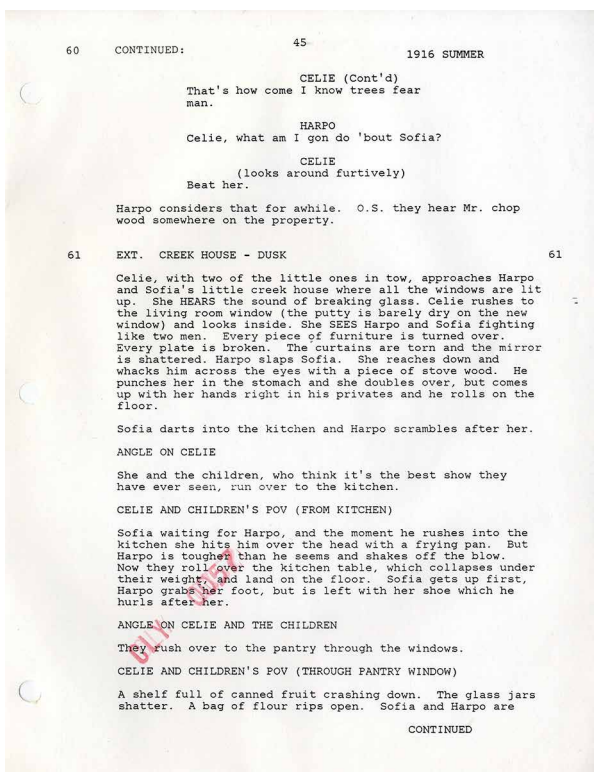 45
60 CONTINUED: 1916 SUMMER
CELIE (Cont'd)
That's how come I know trees fear
man.
HARPO
Celie, what am I gon do 'bout Sofia?
CELIE
(looks around furtively)
Beat her.
Harpo considers that for awhile. O.S. they hear Mr. chop
wood somewhere on the property.
61 EXT. CREEK HOUSE - DUSK 61
Celie, with two of the little ones in tow, approaches Harpo
and Sofia's little creek house where all the windows are lit
up. She HEARS the sound of breaking glass. Celie rushes to
the living room window (the putty is barely dry on the new
window) and looks inside. She SEES Harpo and Sofia fighting
like two men. Every piece of furniture is turned over.
Every plate is broken. The curtains are torn and the mirror
is shattered. Harpo slaps Sofia. She reaches down and
whacks him across the eyes with a piece of stove wood. He
punches her in the stomach and she doubles over, but comes
up with her hands right in his privates and he rolls on the
floor.
Sofia darts into the kitchen and Harpo scrambles after her.
ANGLE ON CELIE
She and the children, who think it's the best show they
have ever seen, run over to the kitchen.
CELIE AND CHILDREN'S POV (FROM KITCHEN)
Sofia waiting for Harpo, and the moment he rushes into the
kitchen she hits him over the head with a frying pan. But
Harpo is tougher than he seems and shakes off the blow.
Now they roll over the kitchen table, which collapses under
their weight, and land on the floor. Sofia gets up first,
Harpo grabs her foot, but is left with her shoe which he
hurls after her.
ANGLE ON CELIE AND THE CHILDREN
They rush over to the pantry through the windows.
CELIE AND CHILDREN'S POV (THROUGH PANTRY WINDOW)
A shelf full of canned fruit crashing down. The glass jars
shatter. A bag of flour rips open. Sofia and Harpo are
CONTINUED